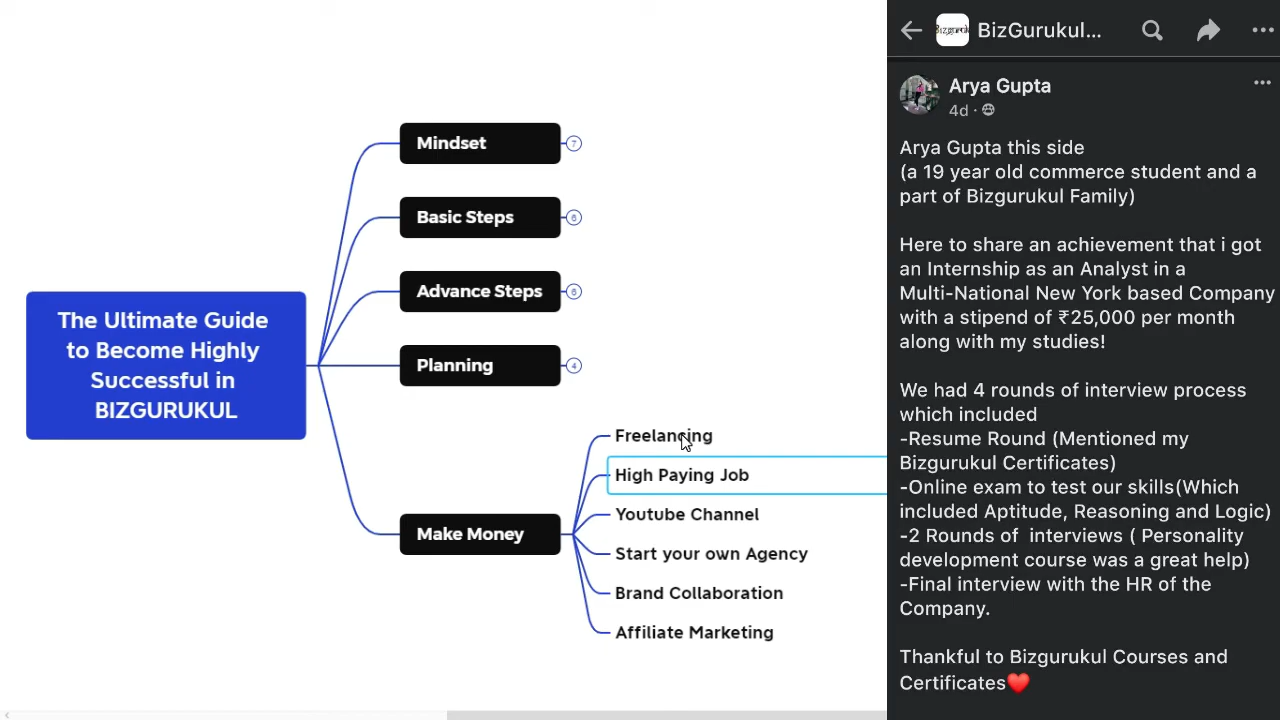 The Ultimate Guide
to Become Highly
Successful in
BIZGURUKUL
Mindset
7
Basic Steps
6
Advance Steps
6
Planning
4
Make Money
Freelancing
High Paying Job
Youtube Channel
Start your own Agency
Brand Collaboration
Affiliate Marketing
BizGurukul...
Arya Gupta
4d ·
Arya Gupta this side
(a 19 year old commerce student and a
part of Bizgurukul Family)
Here to share an achievement that i got
an Internship as an Analyst in a
Multi-National New York based Company
with a stipend of ₹25,000 per month
along with my studies!
We had 4 rounds of interview process
which included
-Resume Round (Mentioned my
Bizgurukul Certificates)
-Online exam to test our skills(Which
included Aptitude, Reasoning and Logic)
-2 Rounds of interviews ( Personality
development course was a great help)
-Final interview with the HR of the
Company.
Thankful to Bizgurukul Courses and
Certificates❤️